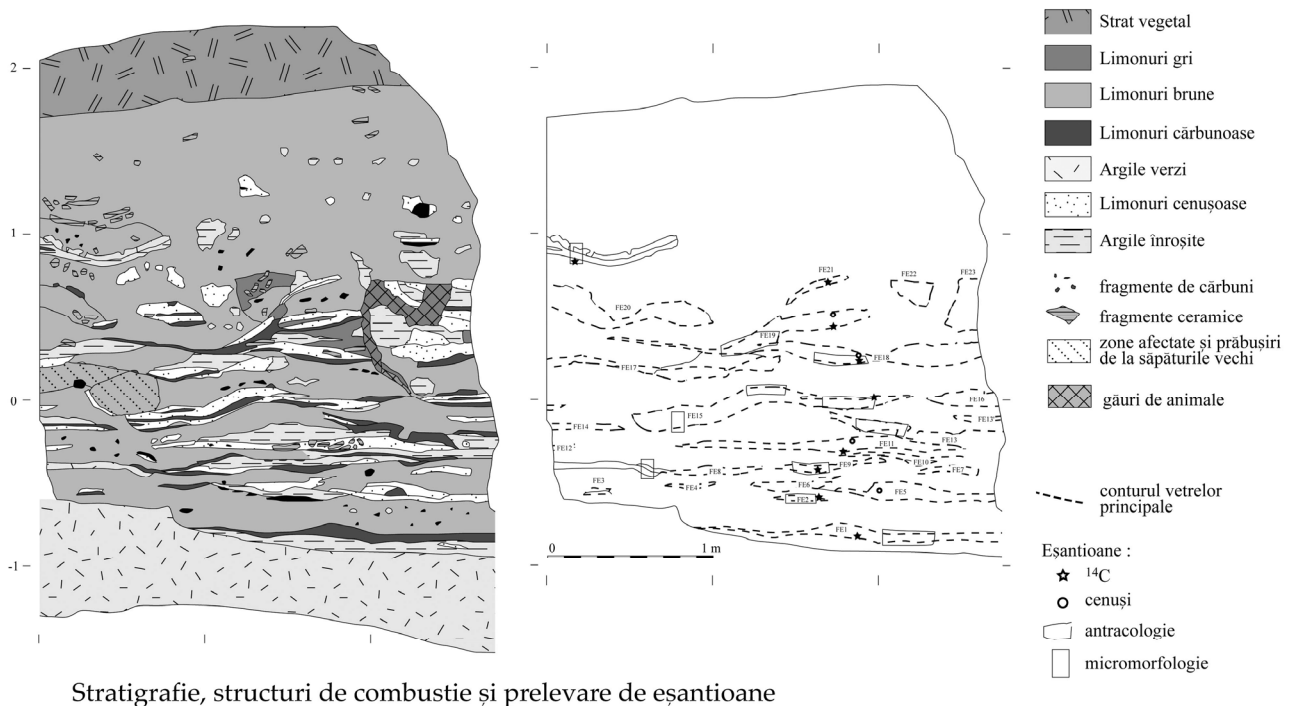 2
1
0
-1
FE21
FE22
FE23
FE20
FE19
FE18
FE17
FE16
FE15
FE14
FE13
FE13
FE12
FE11
FE10
FE9
FE8
FE7
FE6
FE5
FE4
FE3
FE2
FE1
0
1 m
Strat vegetal
Limonuri gri
Limonuri brune
Limonuri cărbunoase
Argile verzi
Limonuri cenușoase
Argile înroșite
fragmente de cărbuni
fragmente ceramice
zone afectate și prăbușiri
de la săpăturile vechi
găuri de animale
conturul vetrelor
principale
Eșantioane :
14C
cenuși
antracologie
micromorfologie
Stratigrafie, structuri de combustie și prelevare de eșantioane